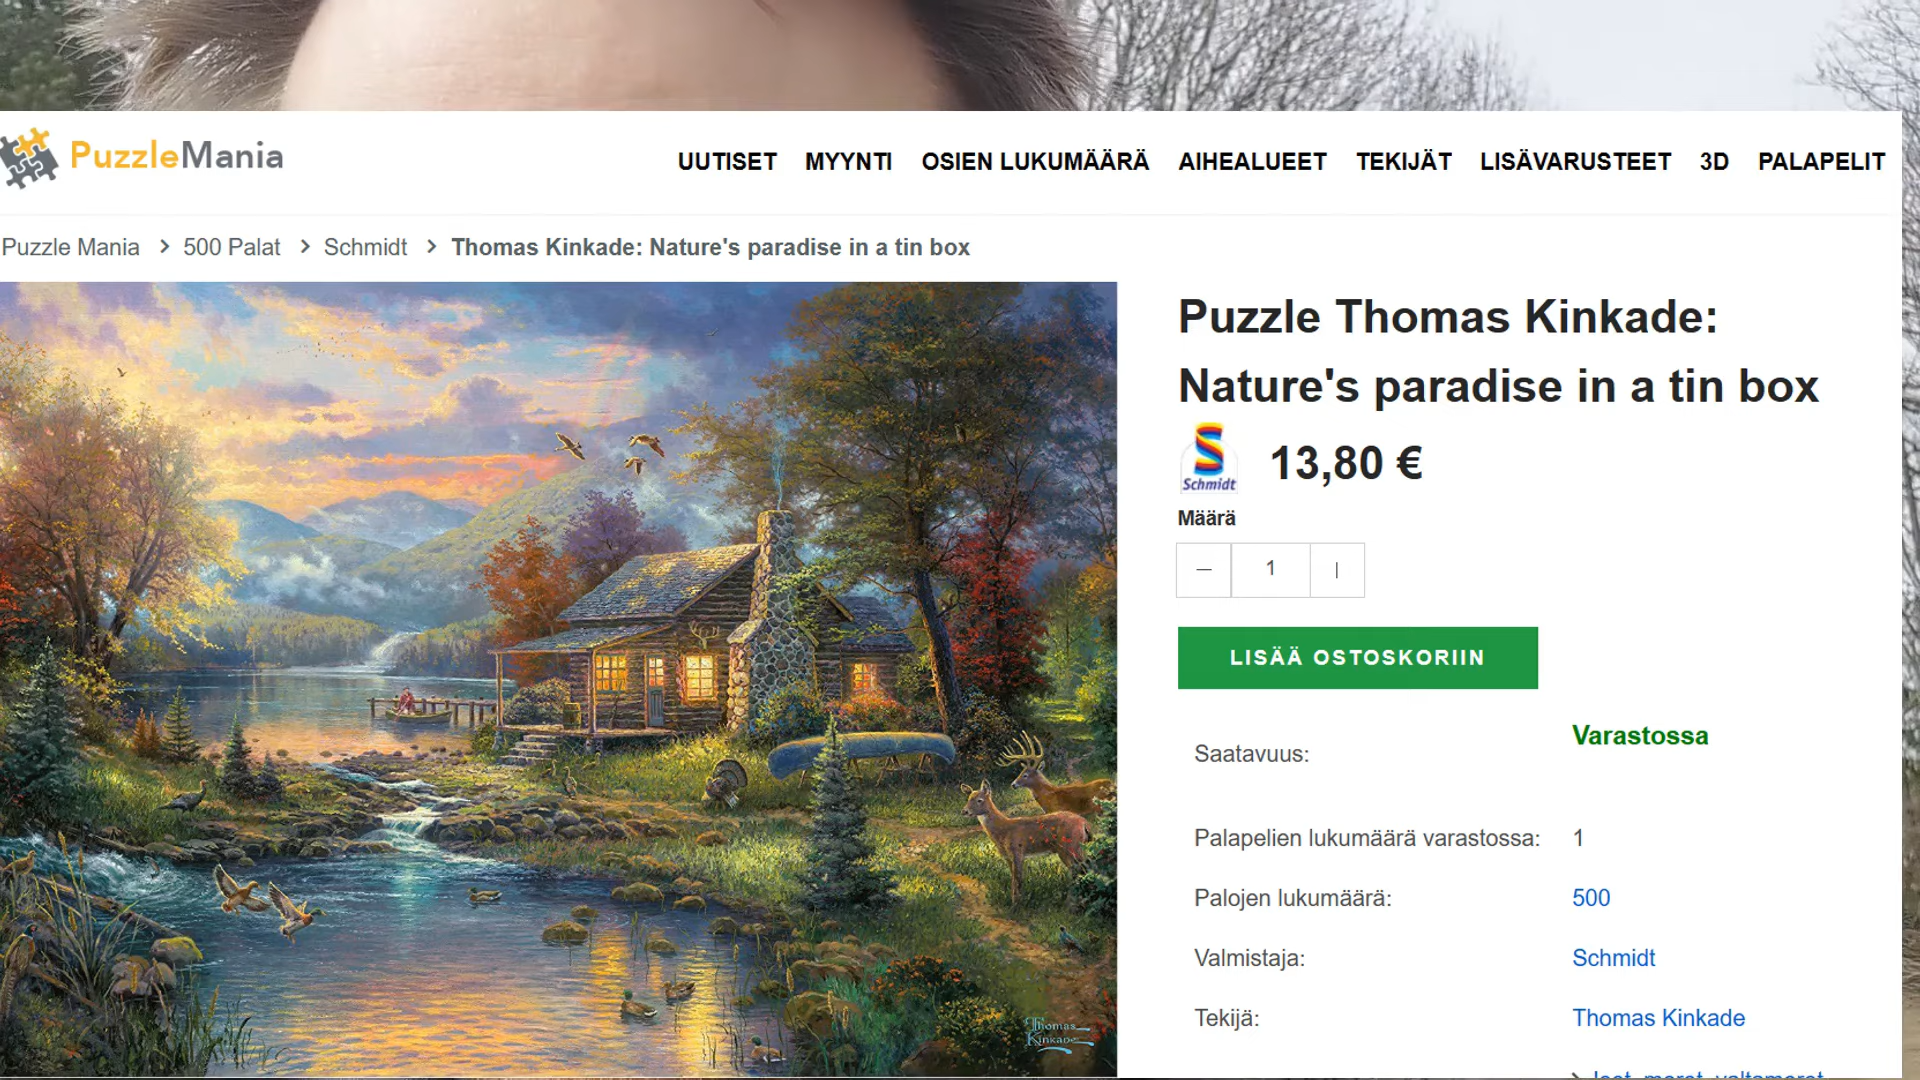 PuzzleMania
UUTISET MYYNTI OSIEN LUKUMÄÄRÄ AIHEALUEET TEKIJÄT LISÄVARUSTEET 3D PALAPELIT
Puzzle Mania > 500 Palat > Schmidt > Thomas Kinkade: Nature's paradise in a tin box
Puzzle Thomas Kinkade:
Nature's paradise in a tin box
Schmidt
13,80 €
Määrä
1
LISÄÄ OSTOSKORIIN
Saatavuus: Varastossa
Palapelien lukumäärä varastossa: 1
Palojen lukumäärä: 500
Valmistaja: Schmidt
Tekijä: Thomas Kinkade
Thomas
Kinkade